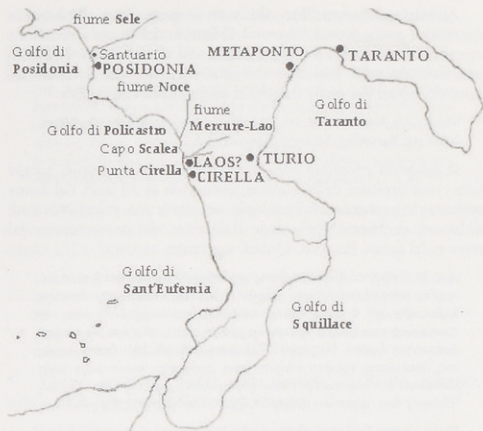 fiume Sele
Golfo di
Posidonia
Santuario
POSIDONIA
fiume Noce
METAPONTO
TARANTO
fiume
Mercure-Lao
Golfo di
Taranto
Golfo di Policastro
Capo Scalea
LAOS?
TURIO
Punta Cirella
CIRELLA
Golfo di
Sant'Eufemia
Golfo di
Squillace